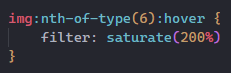 img:nth-of-type(6):hover {
    filter: saturate(200%)
}